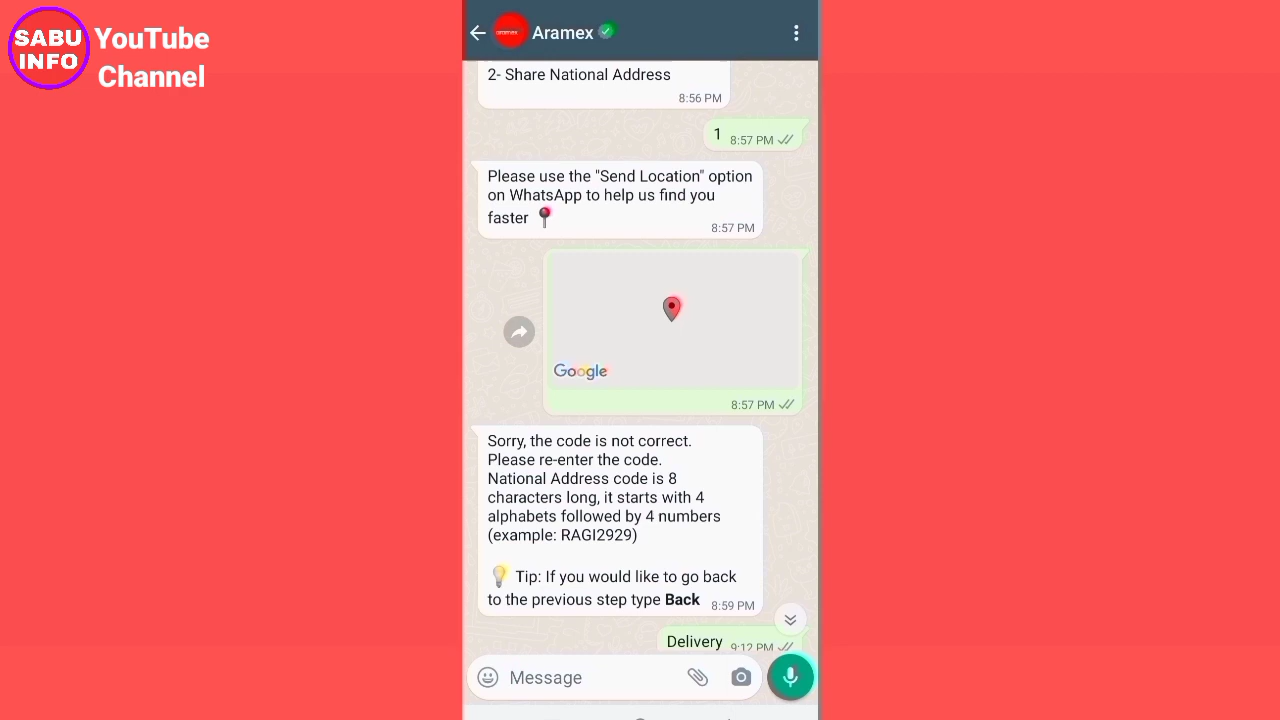 SABU
INFO
YouTube
Channel
aramex
Aramex
2- Share National Address
8:56 PM
1
8:57 PM
Please use the "Send Location" option
on WhatsApp to help us find you
faster
8:57 PM
Google
8:57 PM
Sorry, the code is not correct.
Please re-enter the code.
National Address code is 8
characters long, it starts with 4
alphabets followed by 4 numbers
(example: RAGI2929)
Tip: If you would like to go back
to the previous step type Back
8:59 PM
Delivery
9:12 PM
Message